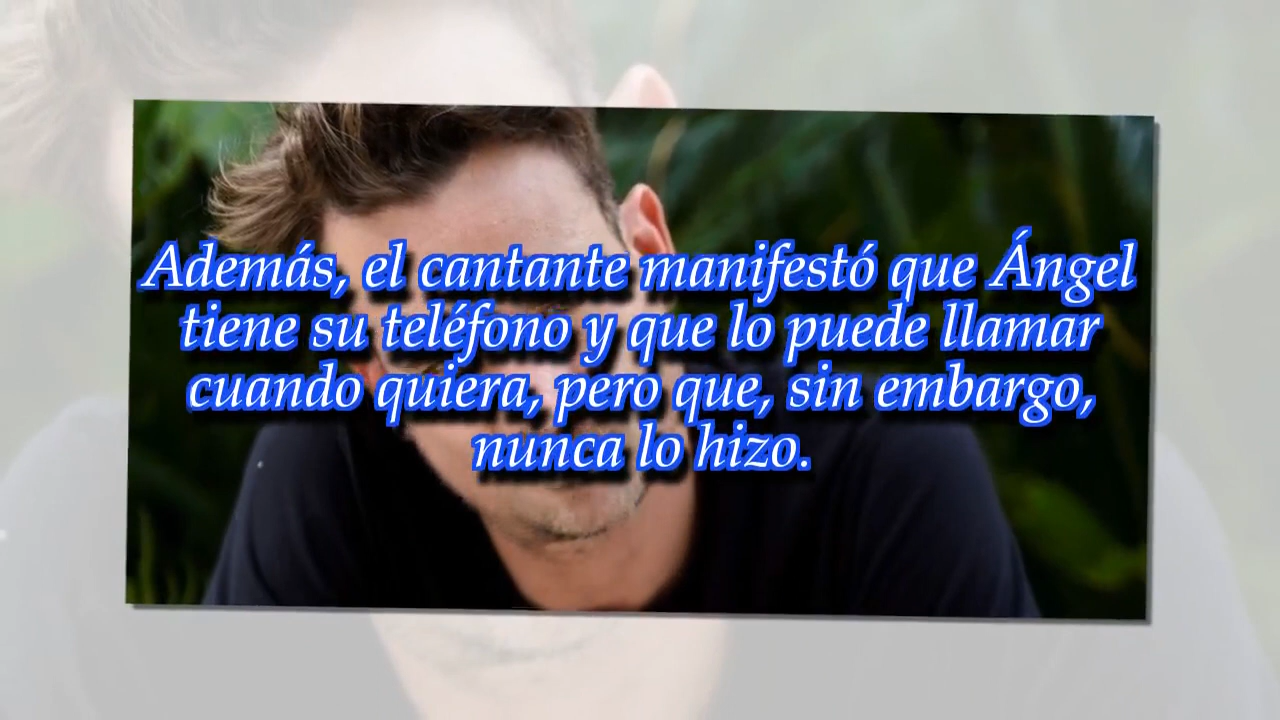 Además, el cantante manifestó que Ángel
tiene su teléfono y que lo puede llamar
cuando quiera, pero que, sin embargo,
nunca lo hizo.